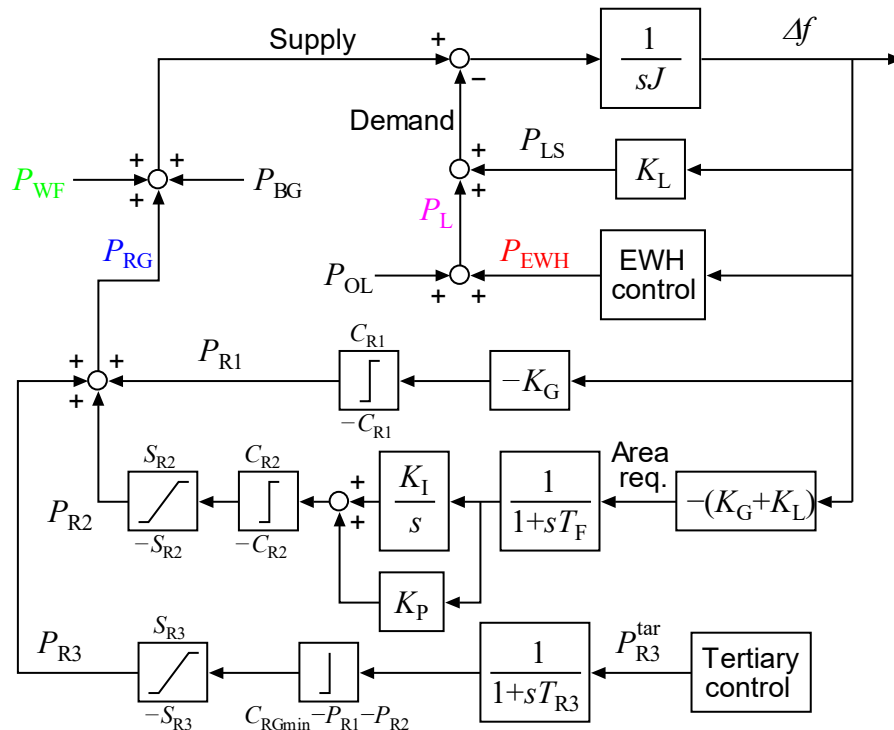 Supply
+
−
1
sJ
Δf
Demand
P_LS
K_L
+
+
P_WF
+
+
+
P_BG
P_L
P_RG
P_OL
+
+
P_EWH
EWH
control
+
+
+
P_R1
C_R1
−C_R1
−K_G
P_R2
S_R2
−S_R2
C_R2
−C_R2
+
+
K_I
s
1
1+sT_F
Area
req.
−(K_G+K_L)
K_P
P_R3
S_R3
−S_R3
C_RGmin−P_R1−P_R2
1
1+sT_R3
P_R3^tar
Tertiary
control